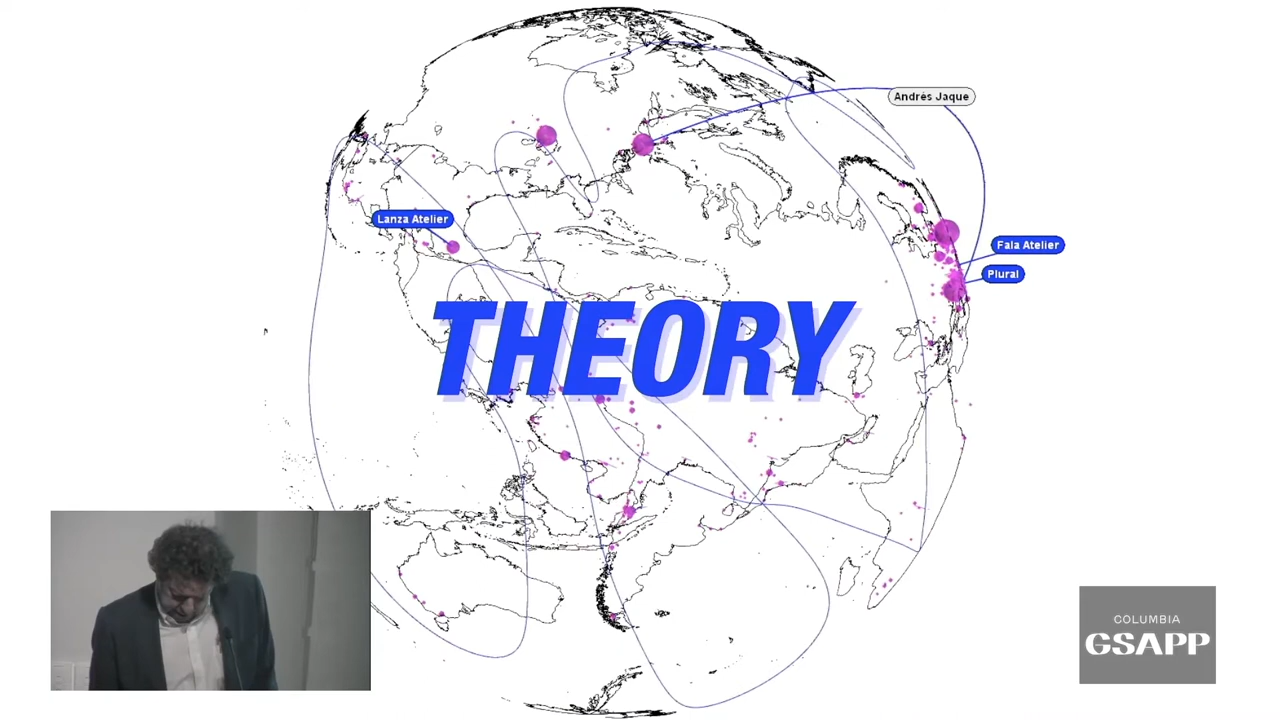 Andrés Jaque
Lanza Atelier
Fala Atelier
Plural
THEORY
COLUMBIA
GSAPP